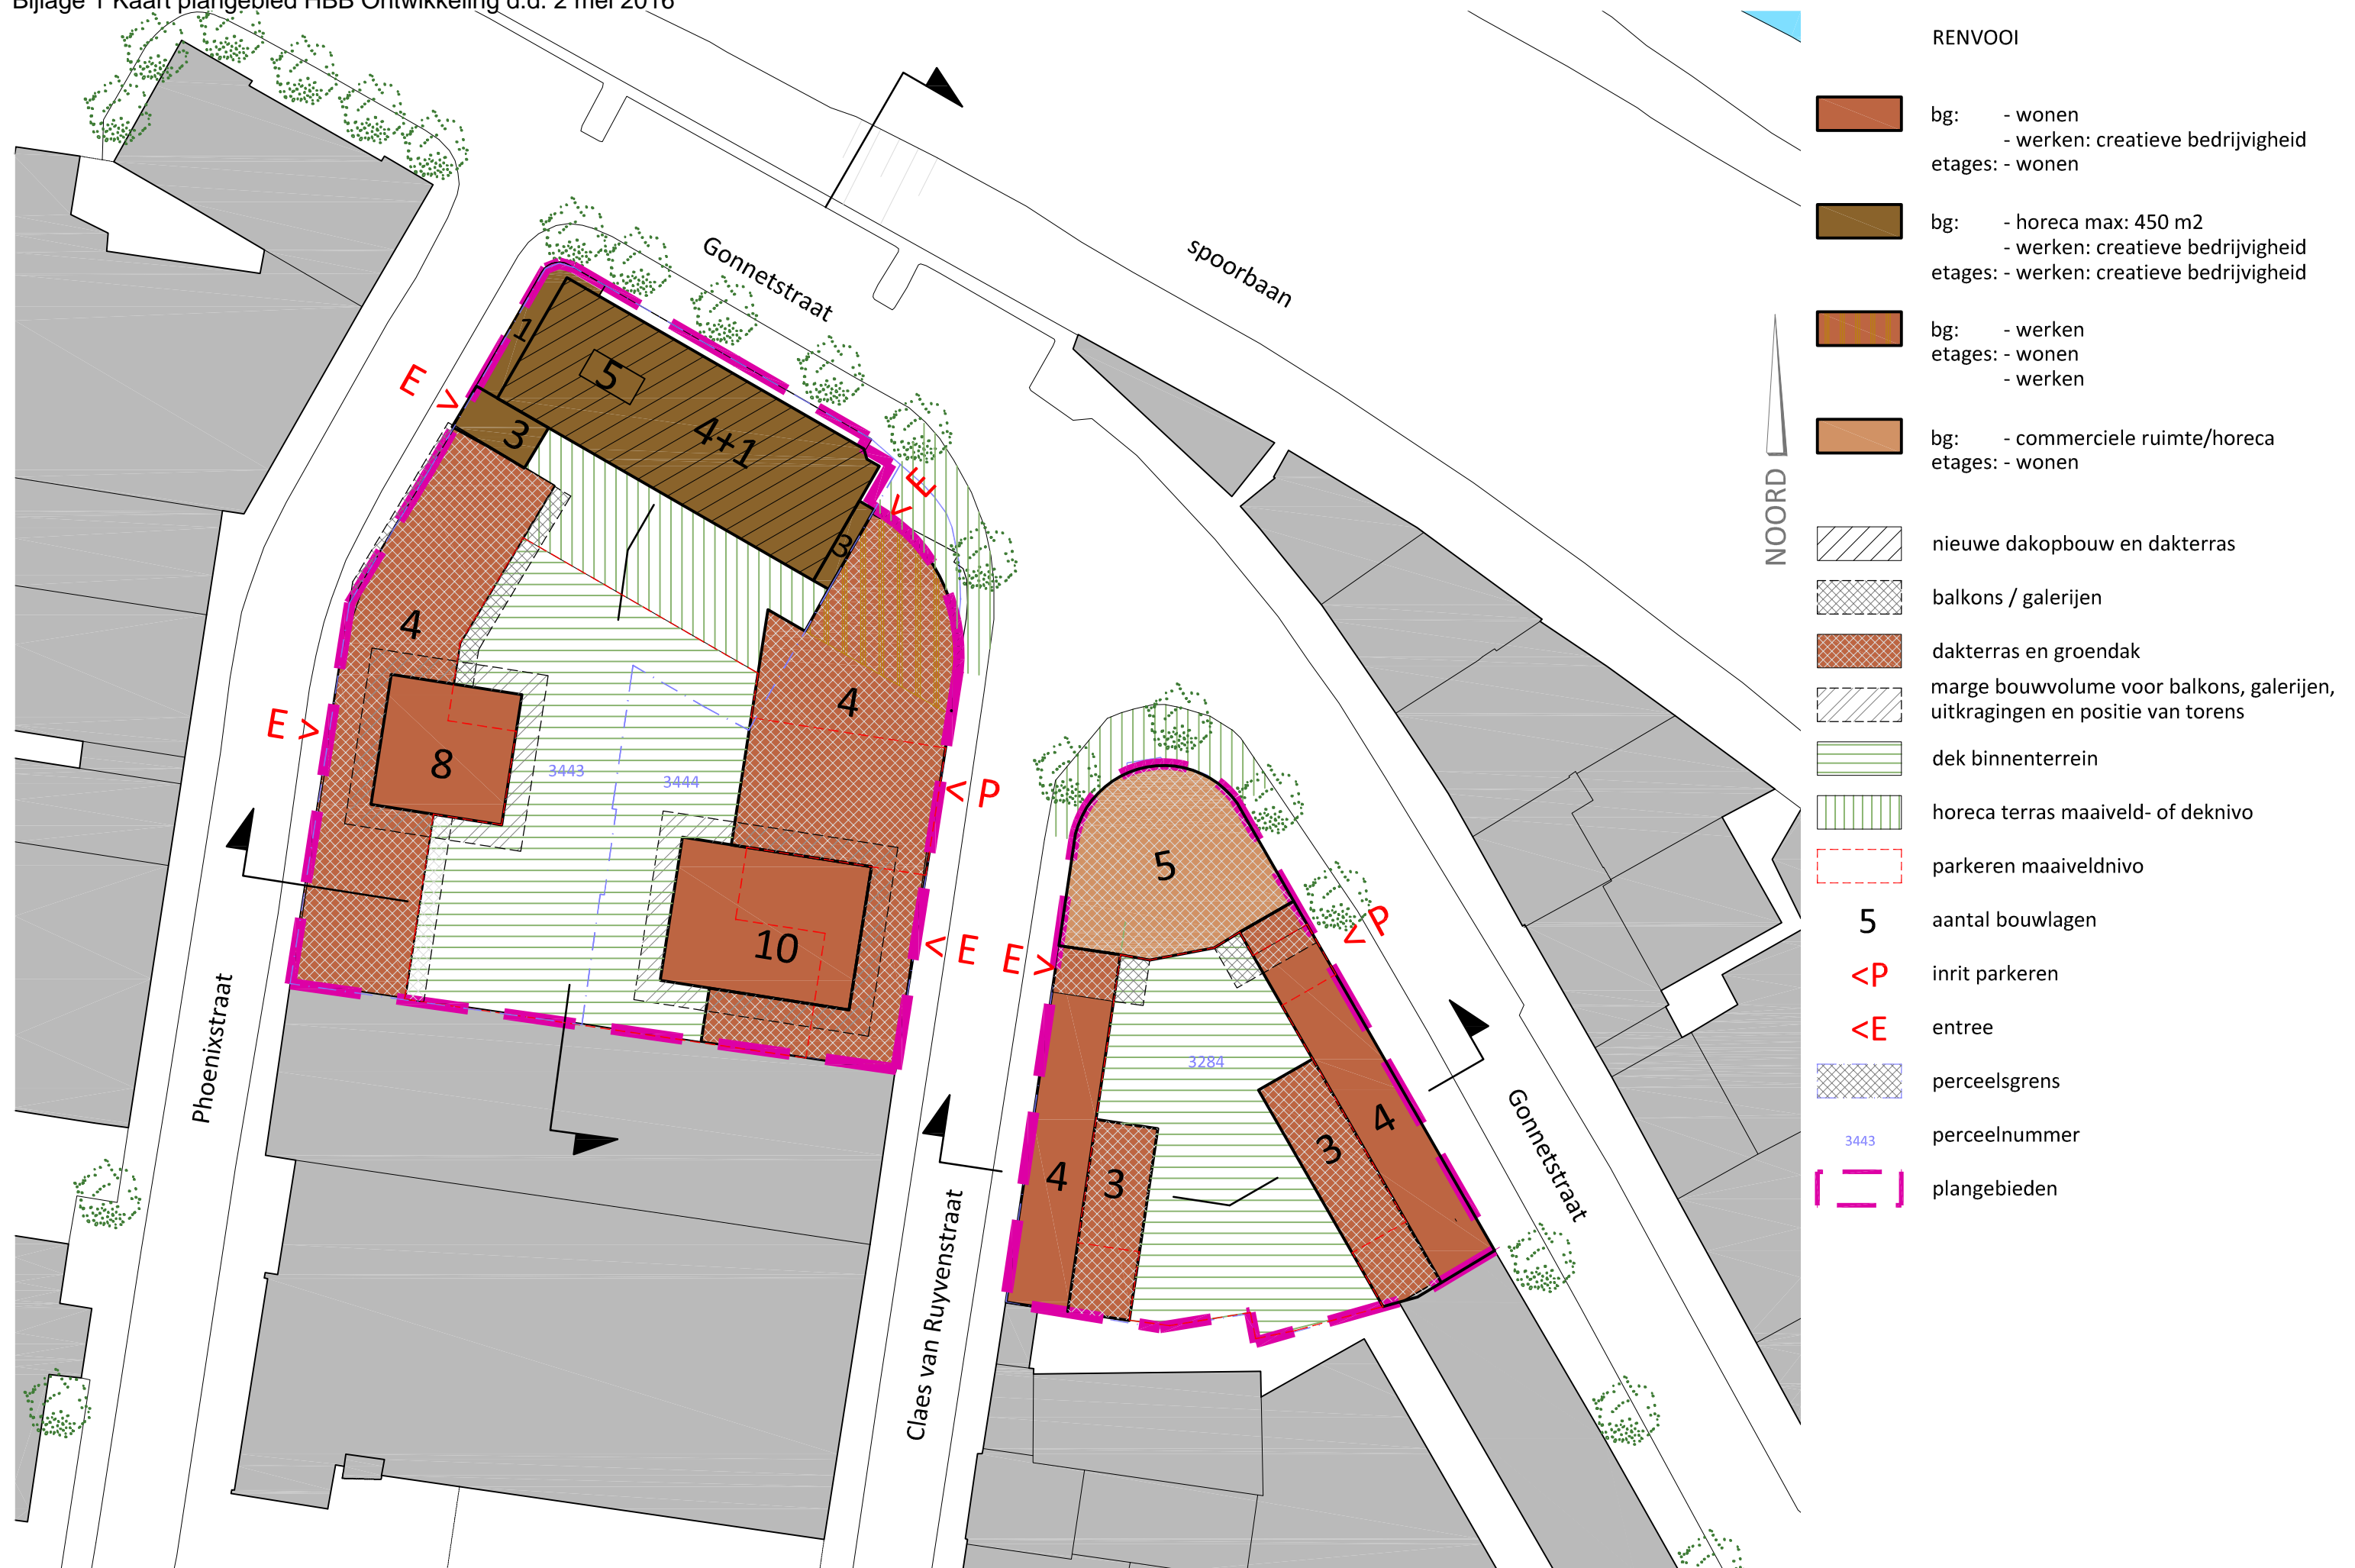 Bijlage 1 Kaart plangebied HBB Ontwikkeling d.d. 2 mei 2016
Gonnetstraat
spoorbaan
1
5
4+1
E >
3
< E
3
4
4
E >
8
3443
3444
< P
10
< E
E >
5
< P
3284
4
3
3
4
Phoenixstraat
Claes van Ruyvenstraat
Gonnetstraat
NOORD
RENVOOI
bg: - wonen
- werken: creatieve bedrijvigheid
etages: - wonen
bg: - horeca max: 450 m2
- werken: creatieve bedrijvigheid
etages: - werken: creatieve bedrijvigheid
bg: - werken
etages: - wonen
- werken
bg: - commerciele ruimte/horeca
etages: - wonen
nieuwe dakopbouw en dakterras
balkons / galerijen
dakterras en groendak
marge bouwvolume voor balkons, galerijen,
uitkragingen en positie van torens
dek binnenterrein
horeca terras maaiveld- of deknivo
parkeren maaiveldnivo
5 aantal bouwlagen
<P inrit parkeren
<E entree
perceelsgrens
3443 perceelnummer
plangebieden